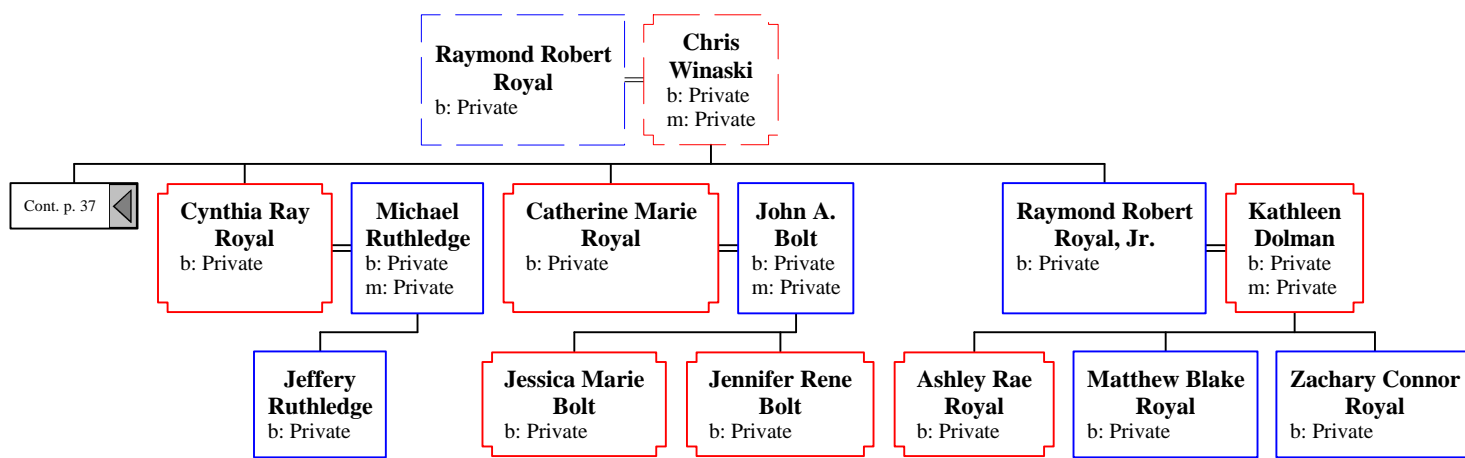 Raymond Robert
Royal
b: Private
Chris
Winaski
b: Private
m: Private
Cont. p. 37
Cynthia Ray
Royal
b: Private
Michael
Ruthledge
b: Private
m: Private
Catherine Marie
Royal
b: Private
John A.
Bolt
b: Private
m: Private
Raymond Robert
Royal, Jr.
b: Private
Kathleen
Dolman
b: Private
m: Private
Jeffery
Ruthledge
b: Private
Jessica Marie
Bolt
b: Private
Jennifer Rene
Bolt
b: Private
Ashley Rae
Royal
b: Private
Matthew Blake
Royal
b: Private
Zachary Connor
Royal
b: Private